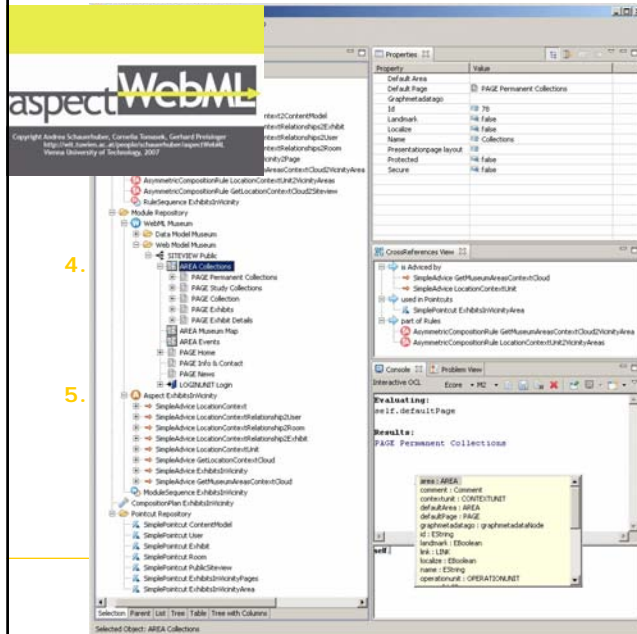 aspectWebML
Copyright Andrea Schauerhuber, Cornelia Tomasek, Gerhard Preisinger
http://wit.tuwien.ac.at/people/schauerhuber/aspectWebML
Vienna University of Technology, 2007
ntext2ContentModel
ntextRelationships2Exhibit
ntextRelationships2User
ntextRelationships2Room
inity2Page
AreasContextCloud2VicinityArea
AsymmetricCompositionRule LocationContextUnit2VicinityAreas
AsymmetricCompositionRule GetLocationContextCloud2Siteview
RuleSequence ExhibitsInVicinity
Module Repository
WebML Museum
Data Model Museum
Web Model Museum
SITEVIEW Public
4.
AREA Collections
PAGE Permanent Collections
PAGE Study Collections
PAGE Collection
PAGE Exhibits
PAGE Exhibit Details
AREA Museum Map
AREA Events
PAGE Home
PAGE Info & Contact
PAGE News
LOGINUNIT Login
5.
Aspect ExhibitsInVicinity
SimpleAdvice LocationContext
SimpleAdvice LocationContextRelationship2User
SimpleAdvice LocationContextRelationship2Room
SimpleAdvice LocationContextRelationship2Exhibit
SimpleAdvice LocationContextUnit
SimpleAdvice GetLocationContextCloud
SimpleAdvice ExhibitsInVicinity
SimpleAdvice GetMuseumAreasContextCloud
ModuleSequence ExhibitsInVicinity
CompositionPlan ExhibitsInVicinity
Pointcut Repository
SimplePointcut ContentModel
SimplePointcut User
SimplePointcut Exhibit
SimplePointcut Room
SimplePointcut PublicSiteview
SimplePointcut ExhibitsInVicinityPages
SimplePointcut ExhibitsInVicinityArea
Selection Parent List Tree Table Tree with Columns
Selected Object: AREA Collections
Properties
Property Value
Default Area
Default Page PAGE Permanent Collections
Graphmetadatago
Id 78
Landmark false
Localize false
Name Collections
Presentationpage layout
Protected false
Secure false
CrossReferences View
is Adviced by
SimpleAdvice GetMuseumAreasContextCloud
SimpleAdvice LocationContextUnit
used in Pointcuts
SimplePointcut ExhibitsInVicinityArea
part of Rules
AsymmetricCompositionRule GetMuseumAreasContextCloud2VicinityArea
AsymmetricCompositionRule LocationContextUnit2VicinityAreas
Console Problem View
Interactive OCL Ecore M2
Evaluating:
self.defaultPage
Results:
PAGE Permanent Collections
area : AREA
comment : Comment
contextunit : CONTEXTUNIT
defaultArea : AREA
defaultPage : PAGE
graphmetadatago : graphmetadataNode
id : EString
landmark : EBoolean
link : LINK
localize : EBoolean
name : EString
operationunit : OPERATIONUNIT
self.